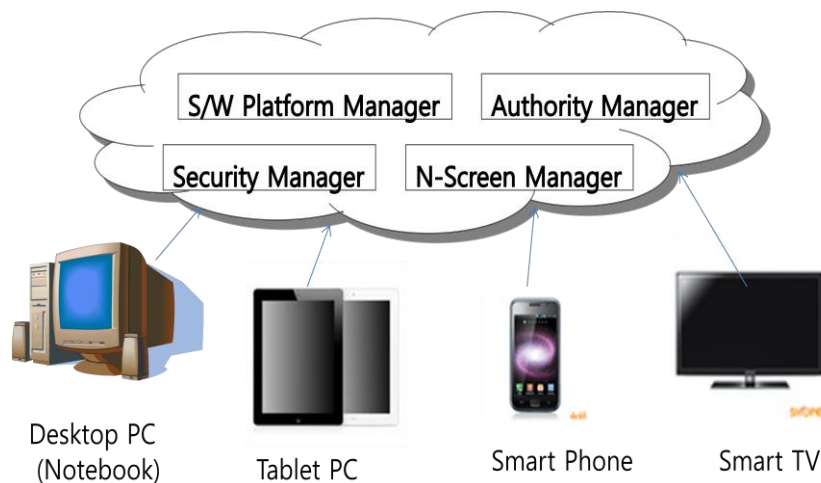 S/W Platform Manager
Authority Manager
Security Manager
N-Screen Manager
Desktop PC
(Notebook)
Tablet PC
Smart Phone
Smart TV